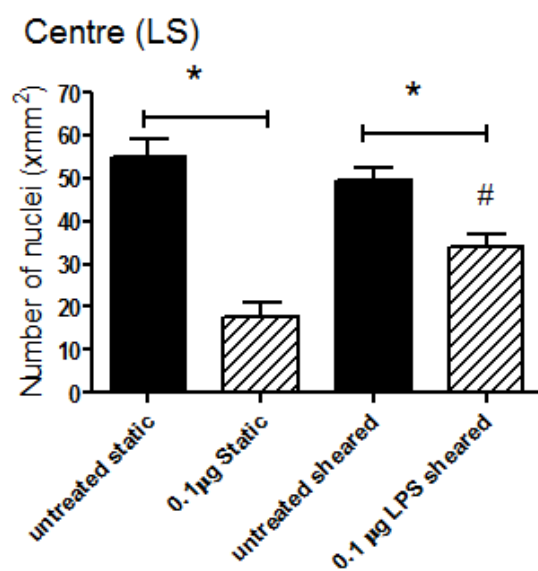 Centre (LS)
* *
Number of nuclei (xmm²)
70
60
50
40
30
20
10
0
#
untreated static
0.1µg Static
untreated sheared
0.1 µg LPS sheared